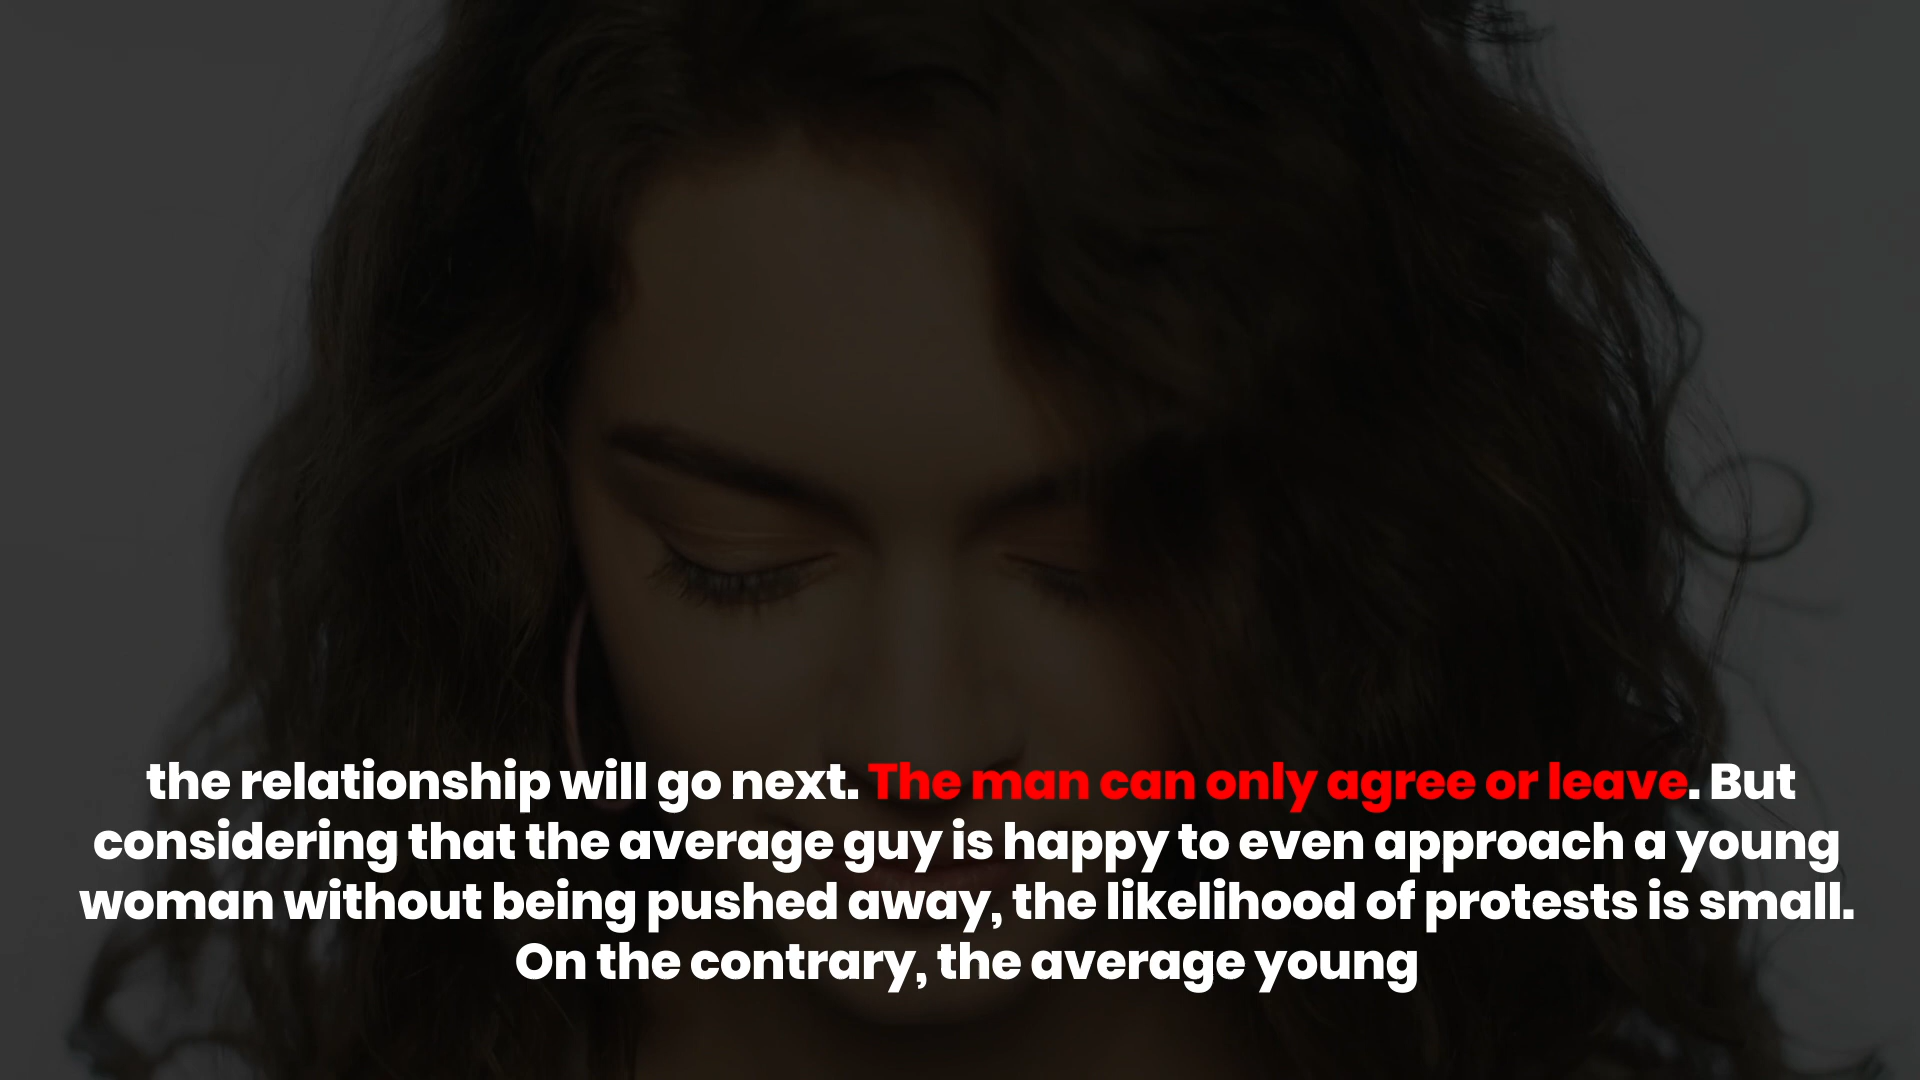 the relationship will go next. The man can only agree or leave. But
considering that the average guy is happy to even approach a young
woman without being pushed away, the likelihood of protests is small.
On the contrary, the average young